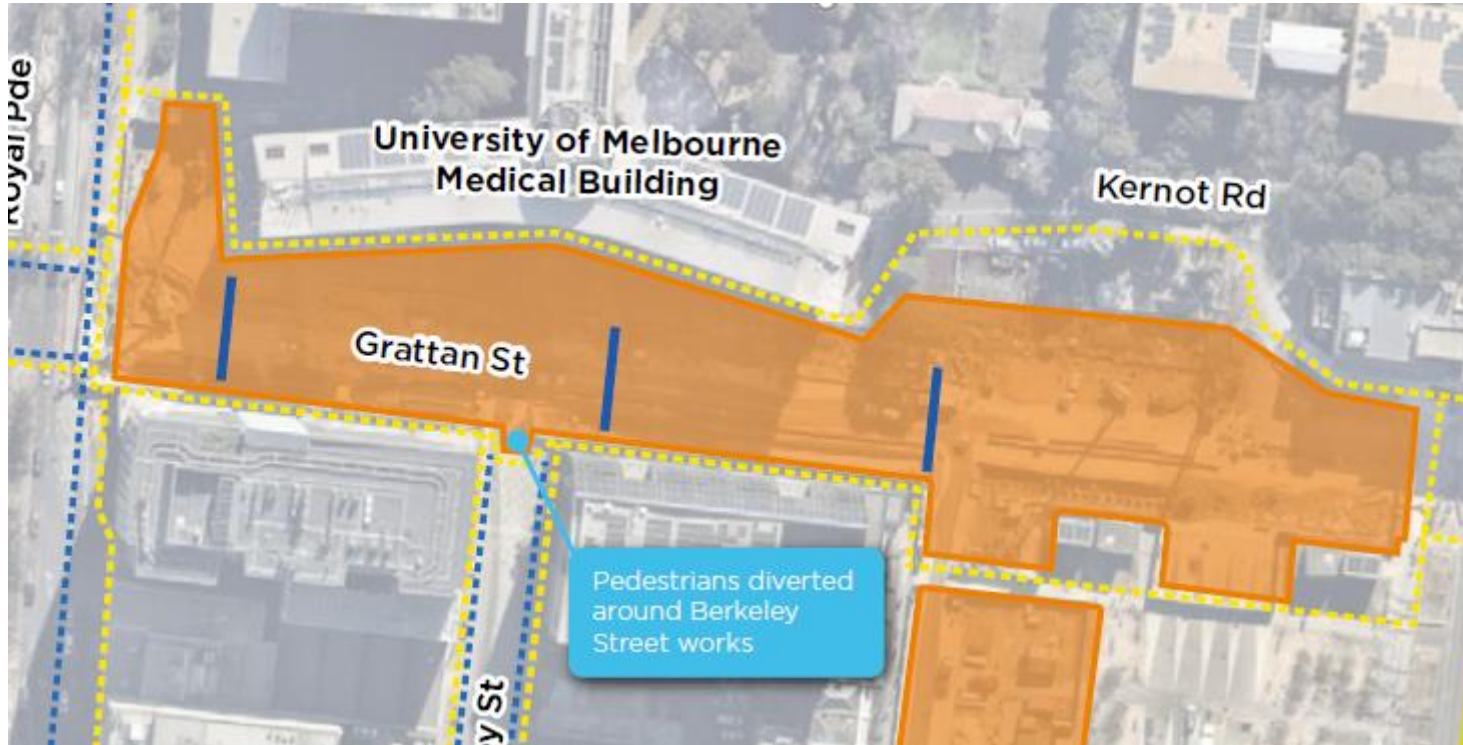 Royal Pde
University of Melbourne
Medical Building
Kernot Rd
Grattan St
Pedestrians diverted
around Berkeley
Street works
y St